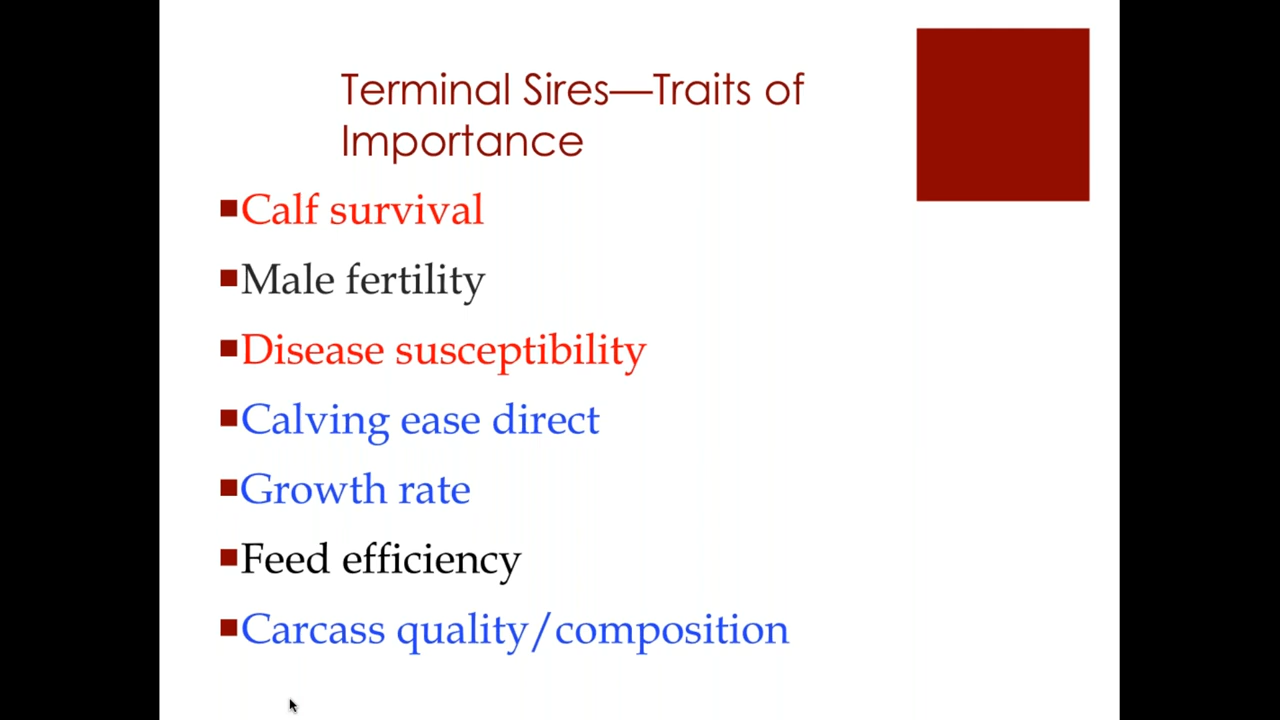 Terminal Sires—Traits of
Importance
Calf survival
Male fertility
Disease susceptibility
Calving ease direct
Growth rate
Feed efficiency
Carcass quality/composition